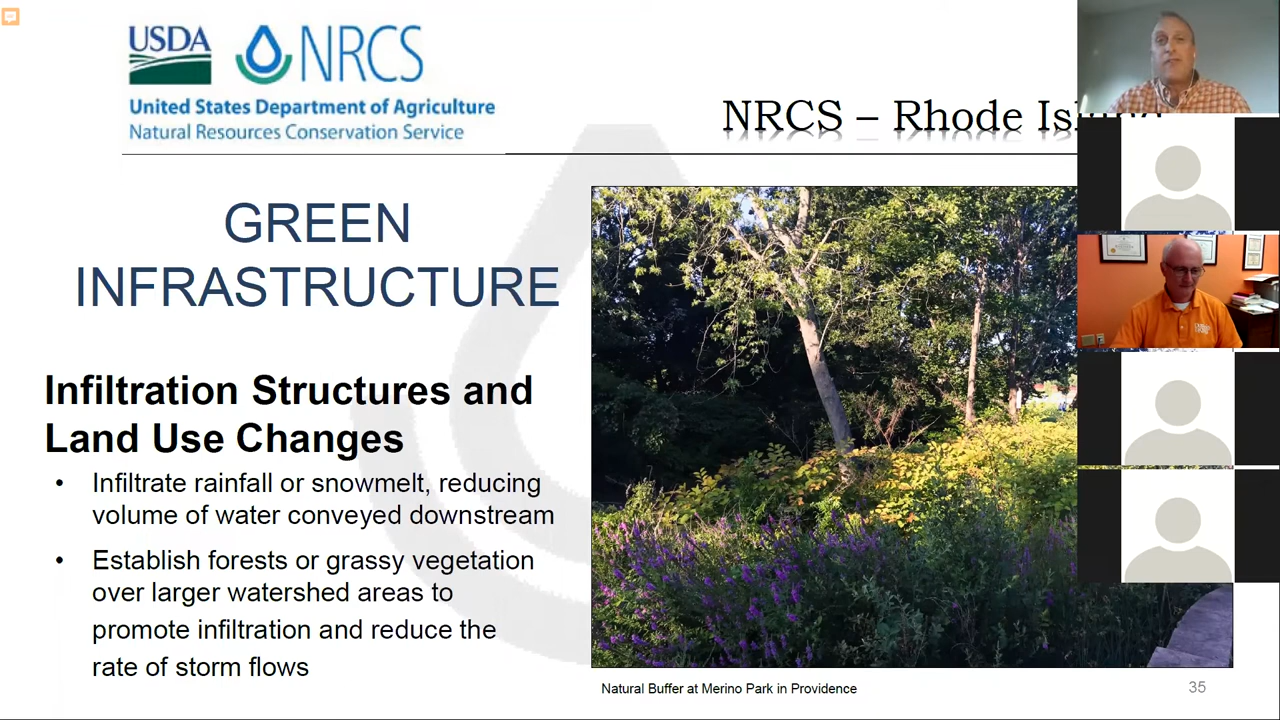 USDA NRCS
United States Department of Agriculture
Natural Resources Conservation Service
NRCS – Rhode
GREEN
INFRASTRUCTURE
Infiltration Structures and
Land Use Changes
• Infiltrate rainfall or snowmelt, reducing
volume of water conveyed downstream
• Establish forests or grassy vegetation
over larger watershed areas to
promote infiltration and reduce the
rate of storm flows
Natural Buffer at Merino Park in Providence
35